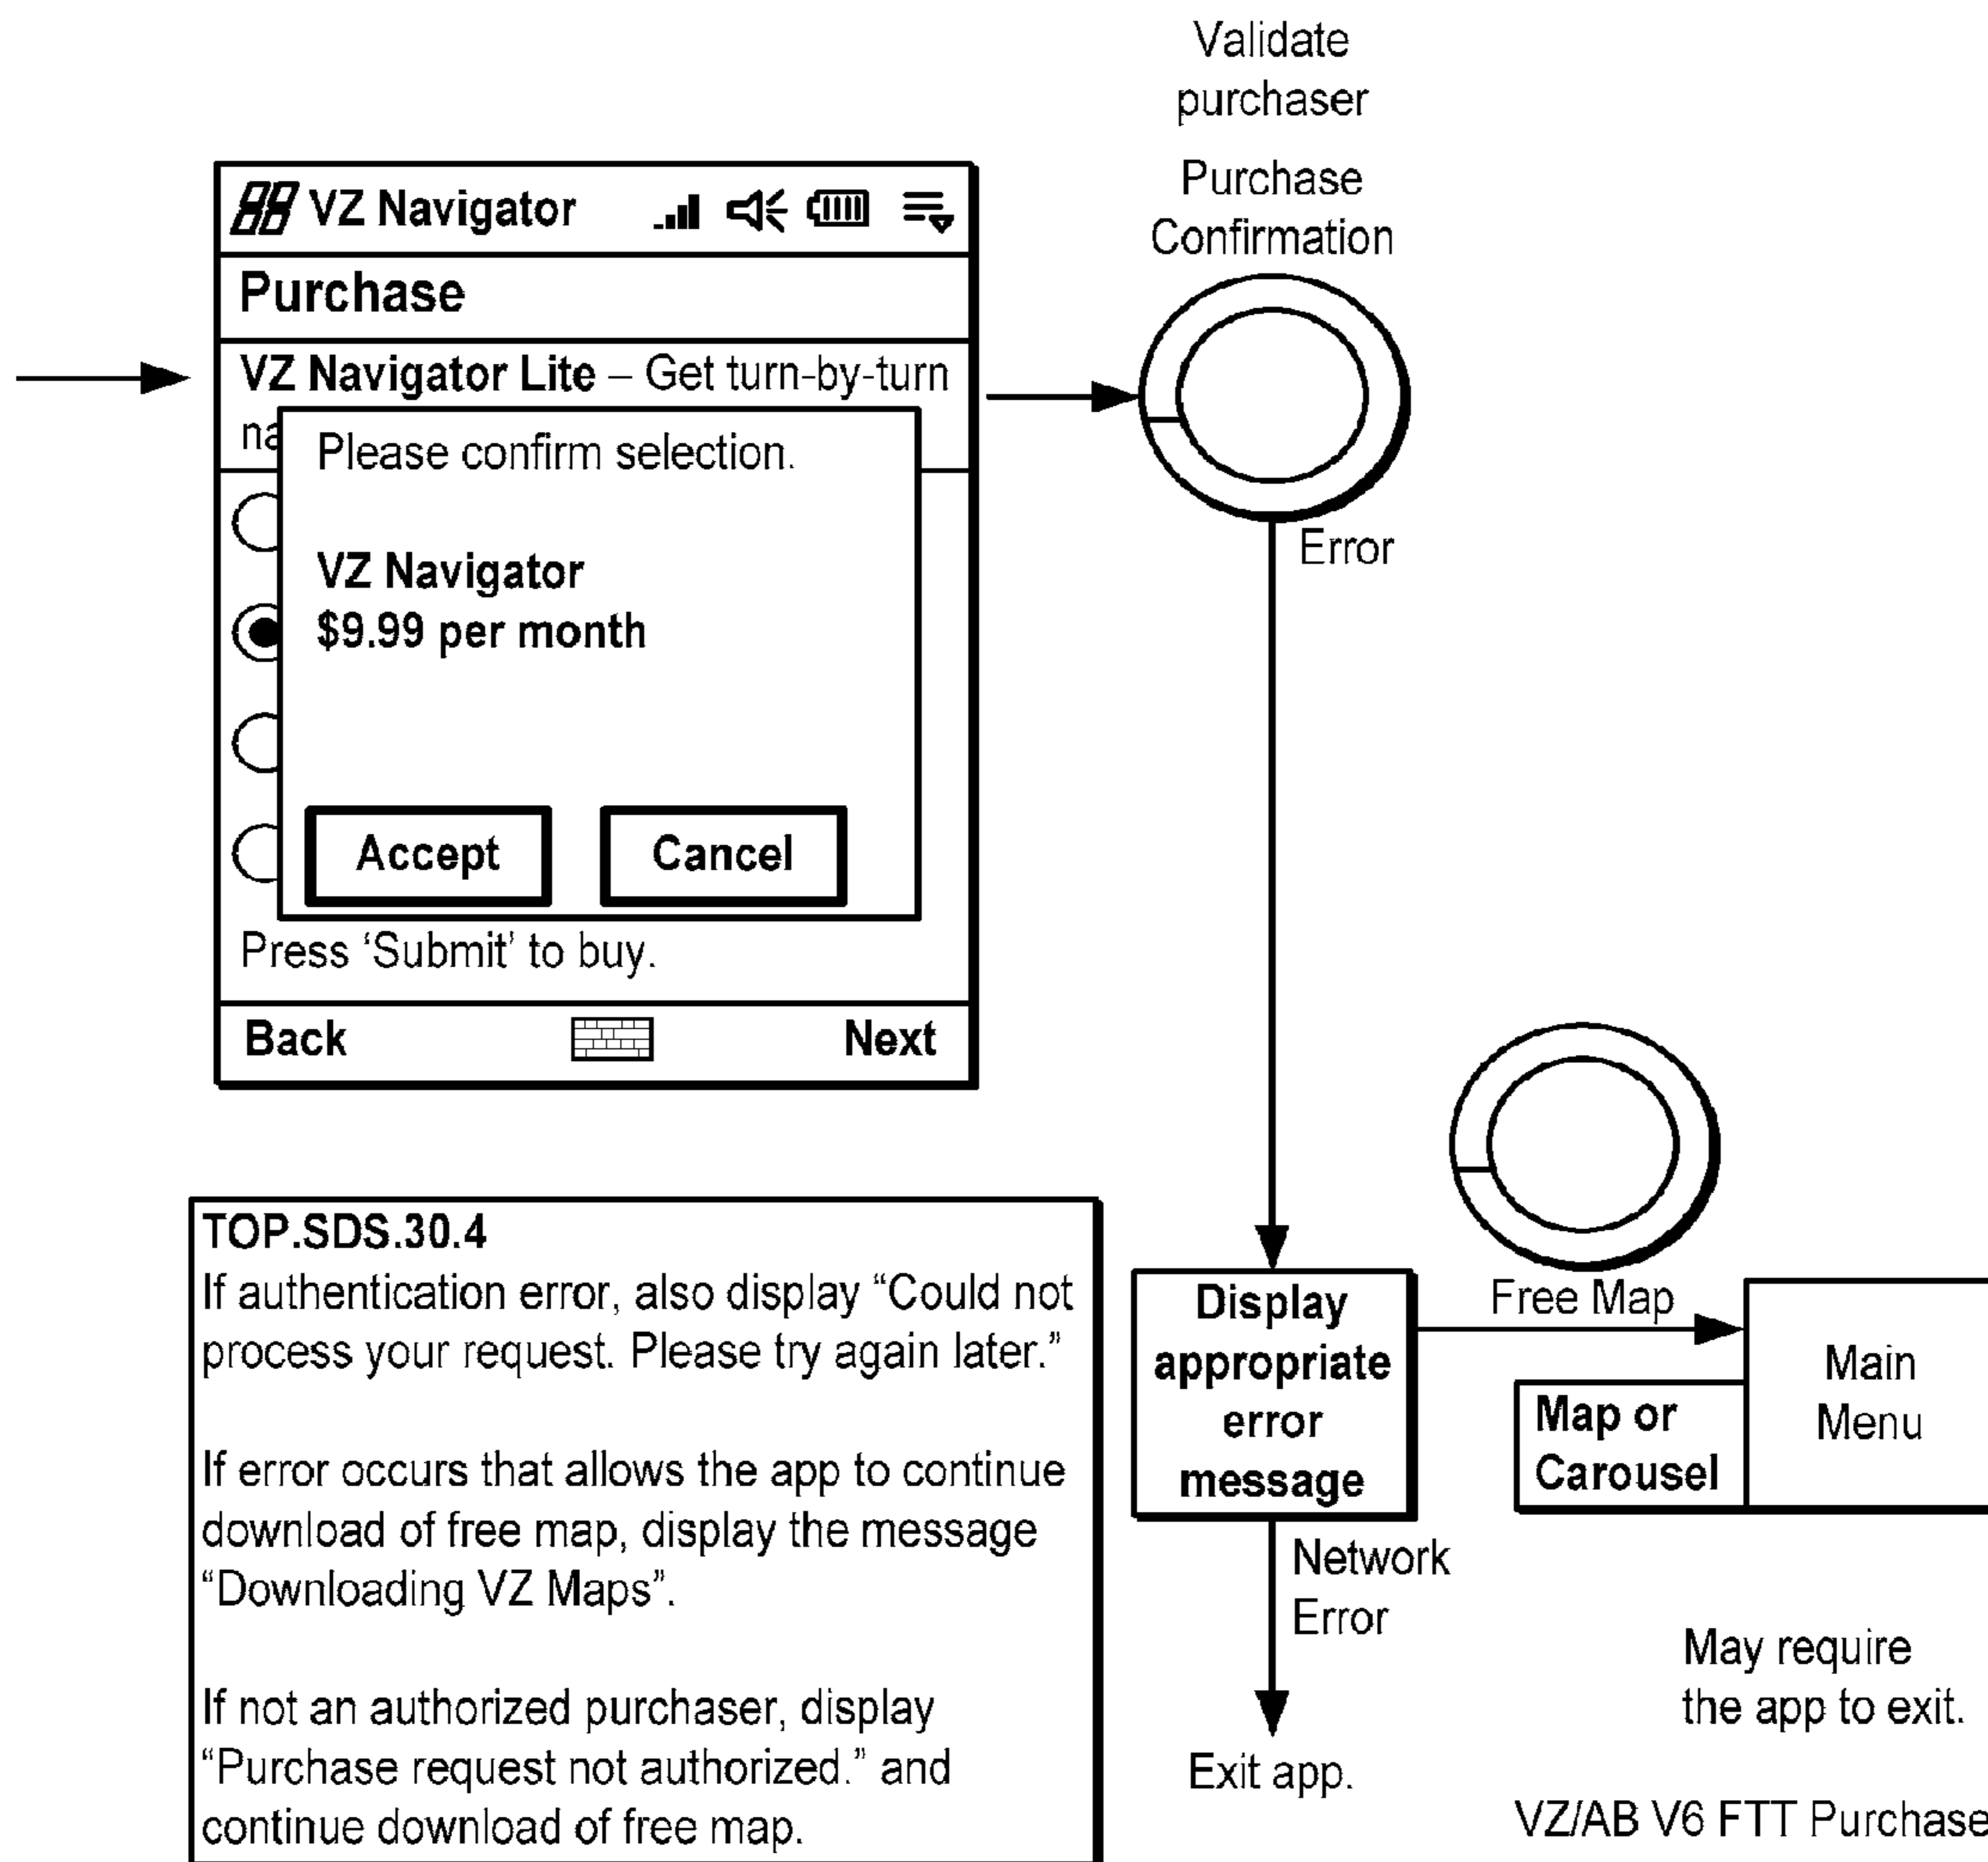 Validate
purchaser
Purchase
Confirmation
VZ Navigator
Purchase
VZ Navigator Lite – Get turn-by-turn
na
Please confirm selection.
VZ Navigator
$9.99 per month
Accept
Cancel
Press ‘Submit’ to buy.
Back
Next
Error
TOP.SDS.30.4
If authentication error, also display “Could not
process your request. Please try again later.”
If error occurs that allows the app to continue
download of free map, display the message
“Downloading VZ Maps”.
If not an authorized purchaser, display
“Purchase request not authorized.” and
continue download of free map.
Display
appropriate
error
message
Free Map
Map or
Carousel
Main
Menu
Network
Error
Exit app.
May require
the app to exit.
VZ/AB V6 FTT Purchase